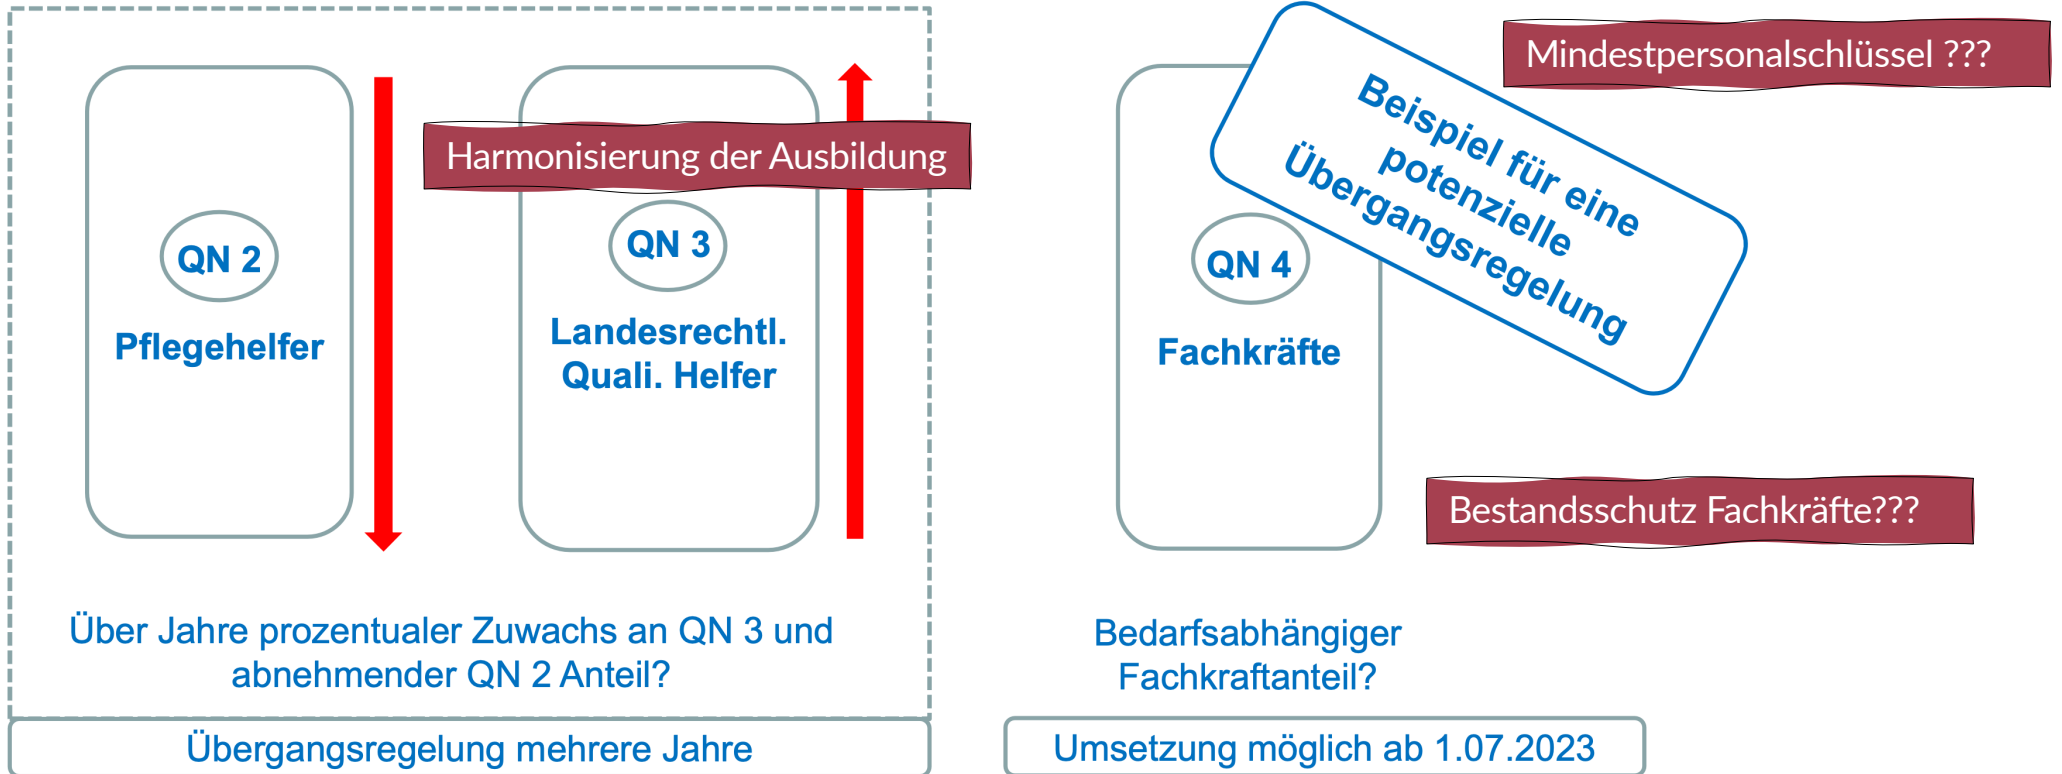 Mindestpersonalschlüssel ???
Beispiel für eine
potenzielle
Übergangsregelung
Harmonisierung der Ausbildung
QN 2
Pflegehelfer
QN 3
Landesrechtl.
Quali. Helfer
QN 4
Fachkräfte
Bestandsschutz Fachkräfte???
Über Jahre prozentualer Zuwachs an QN 3 und
abnehmender QN 2 Anteil?
Bedarfsabhängiger
Fachkraftanteil?
Übergangsregelung mehrere Jahre
Umsetzung möglich ab 1.07.2023